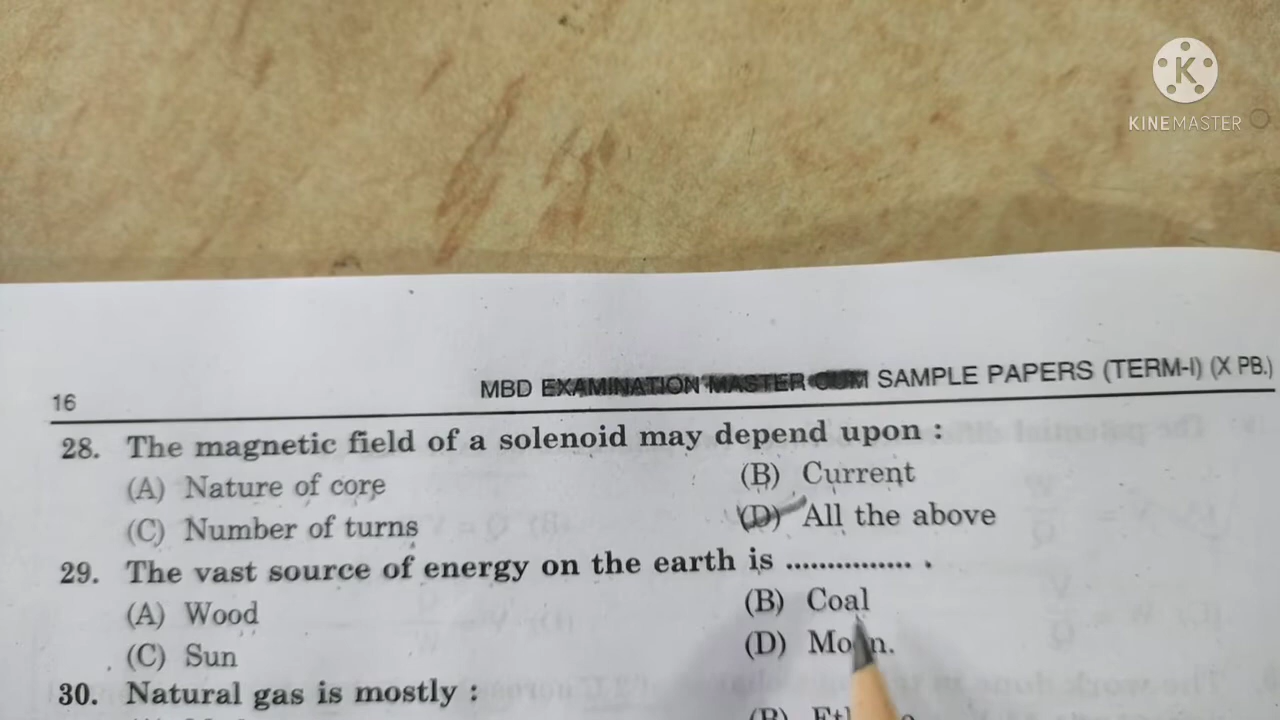 KINEMASTER
16
MBD EXAMINATION MASTER CUM SAMPLE PAPERS (TERM-I) (X PB.)
28. The magnetic field of a solenoid may depend upon :
(A) Nature of core (B) Current
(C) Number of turns (D) All the above
29. The vast source of energy on the earth is ............... .
(A) Wood (B) Coal
(C) Sun (D) Moon.
30. Natural gas is mostly :
(B)